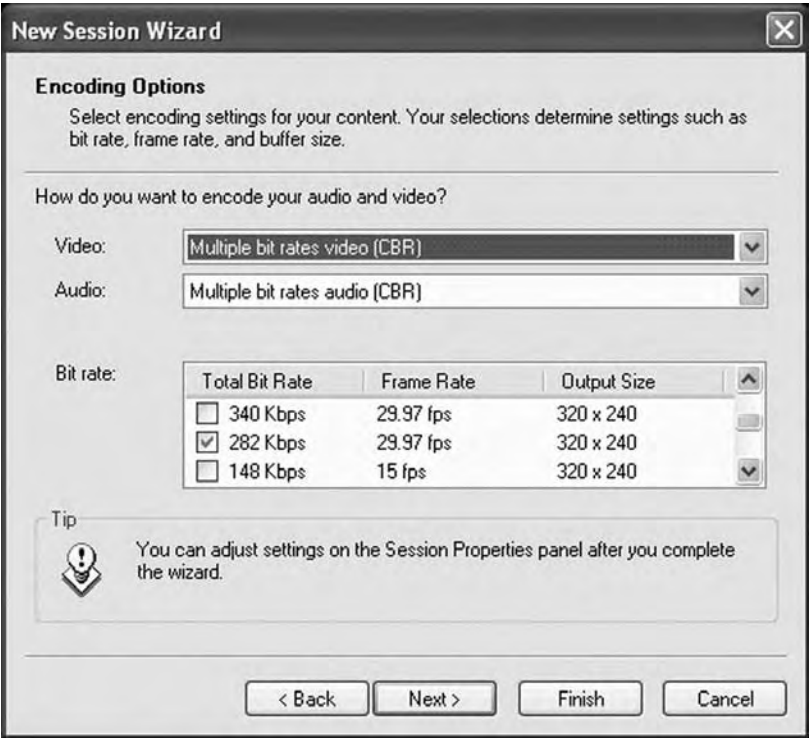 New Session Wizard
Encoding Options
Select encoding settings for your content. Your selections determine settings such as
bit rate, frame rate, and buffer size.
How do you want to encode your audio and video?
Video: Multiple bit rates video (CBR)
Audio: Multiple bit rates audio (CBR)
Bit rate: Total Bit Rate Frame Rate Output Size
340 Kbps 29.97 fps 320 x 240
282 Kbps 29.97 fps 320 x 240
148 Kbps 15 fps 320 x 240
Tip
You can adjust settings on the Session Properties panel after you complete
the wizard.
< Back Next > Finish Cancel